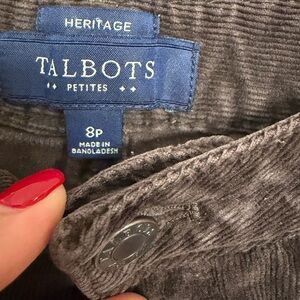 HERITAGE
TALBOTS
PETITES
8P
MADE IN
BANGLADESH